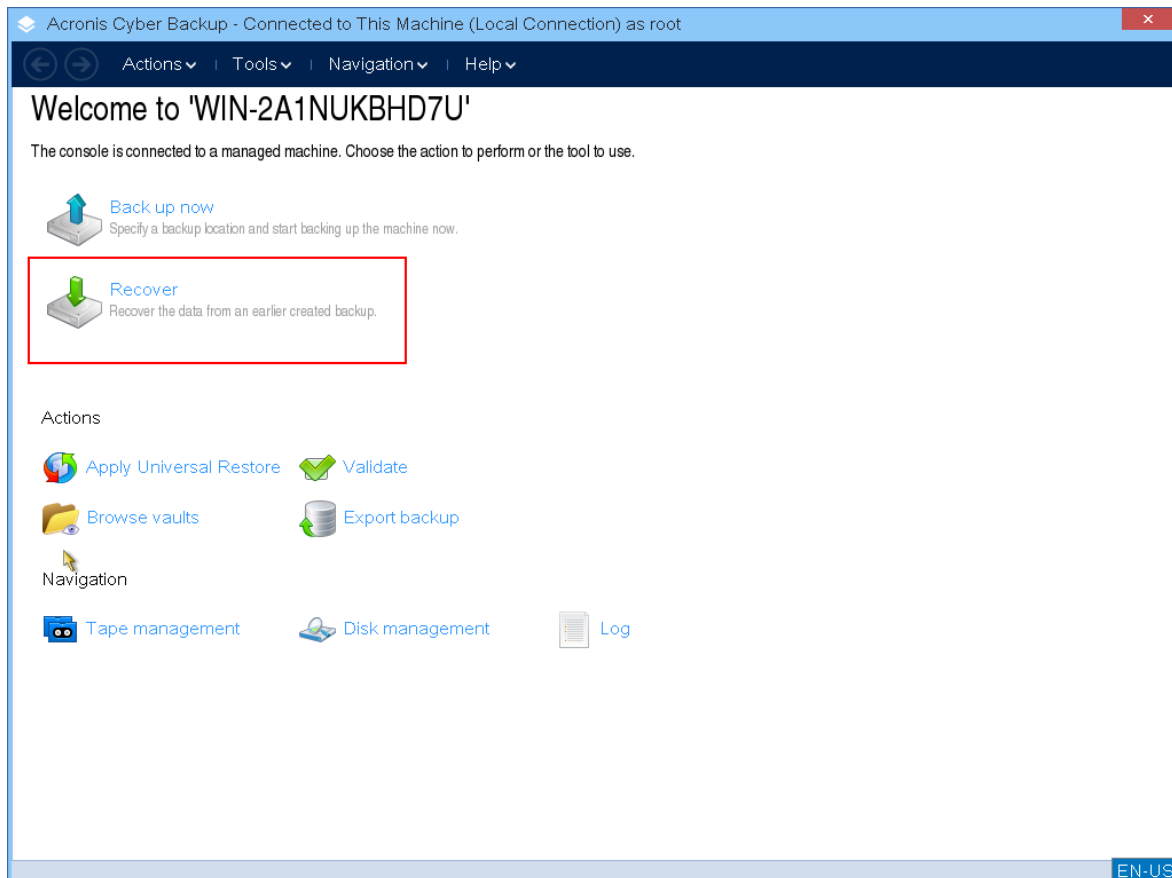 Acronis Cyber Backup - Connected to This Machine (Local Connection) as root
Actions Tools Navigation Help
Welcome to 'WIN-2A1NUKBHD7U'
The console is connected to a managed machine. Choose the action to perform or the tool to use.
Back up now
Specify a backup location and start backing up the machine now.
Recover
Recover the data from an earlier created backup.
Actions
Apply Universal Restore Validate
Browse vaults Export backup
Navigation
Tape management Disk management Log
EN-US